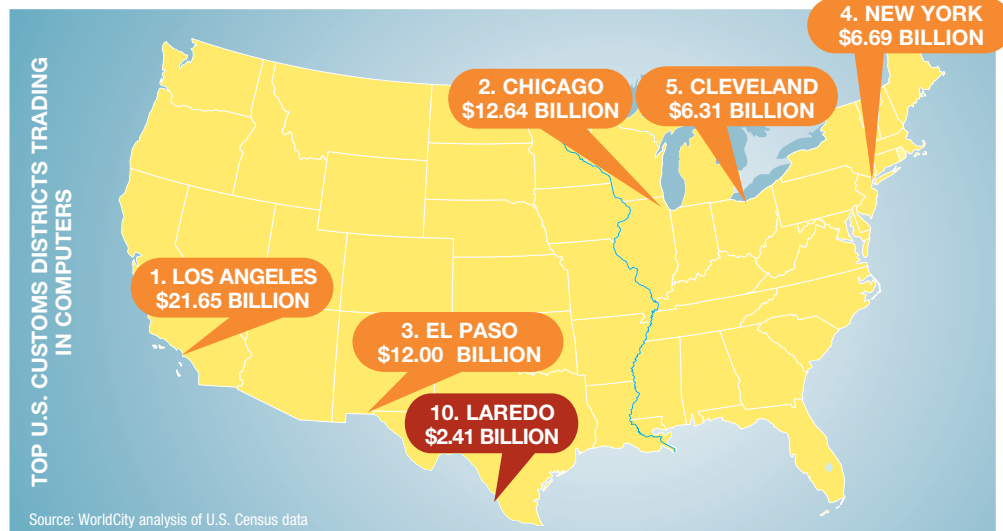 TOP U.S. CUSTOMS DISTRICTS TRADING
IN COMPUTERS
4. NEW YORK
$6.69 BILLION
2. CHICAGO
$12.64 BILLION
5. CLEVELAND
$6.31 BILLION
1. LOS ANGELES
$21.65 BILLION
3. EL PASO
$12.00 BILLION
10. LAREDO
$2.41 BILLION
Source: WorldCity analysis of U.S. Census data